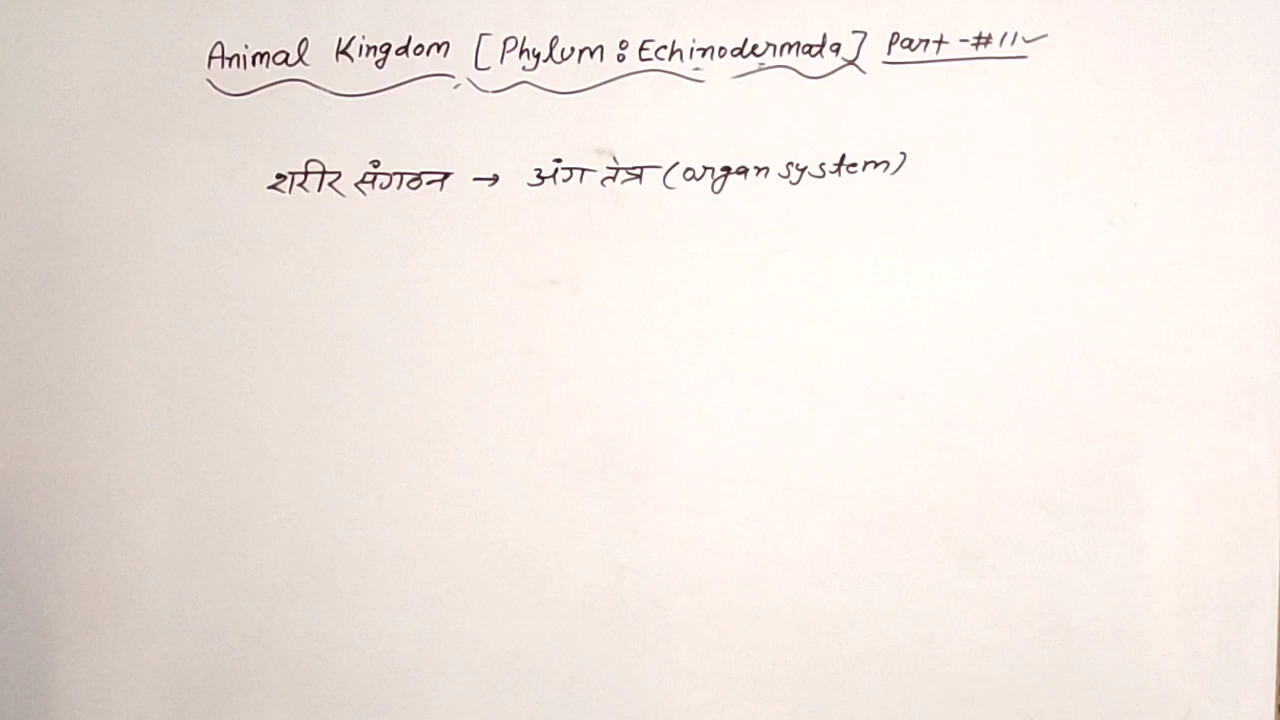 Animal Kingdom [Phylum : Echinodermata] Part-#11
शरीर संगठन → अंग तंत्र (organ system)